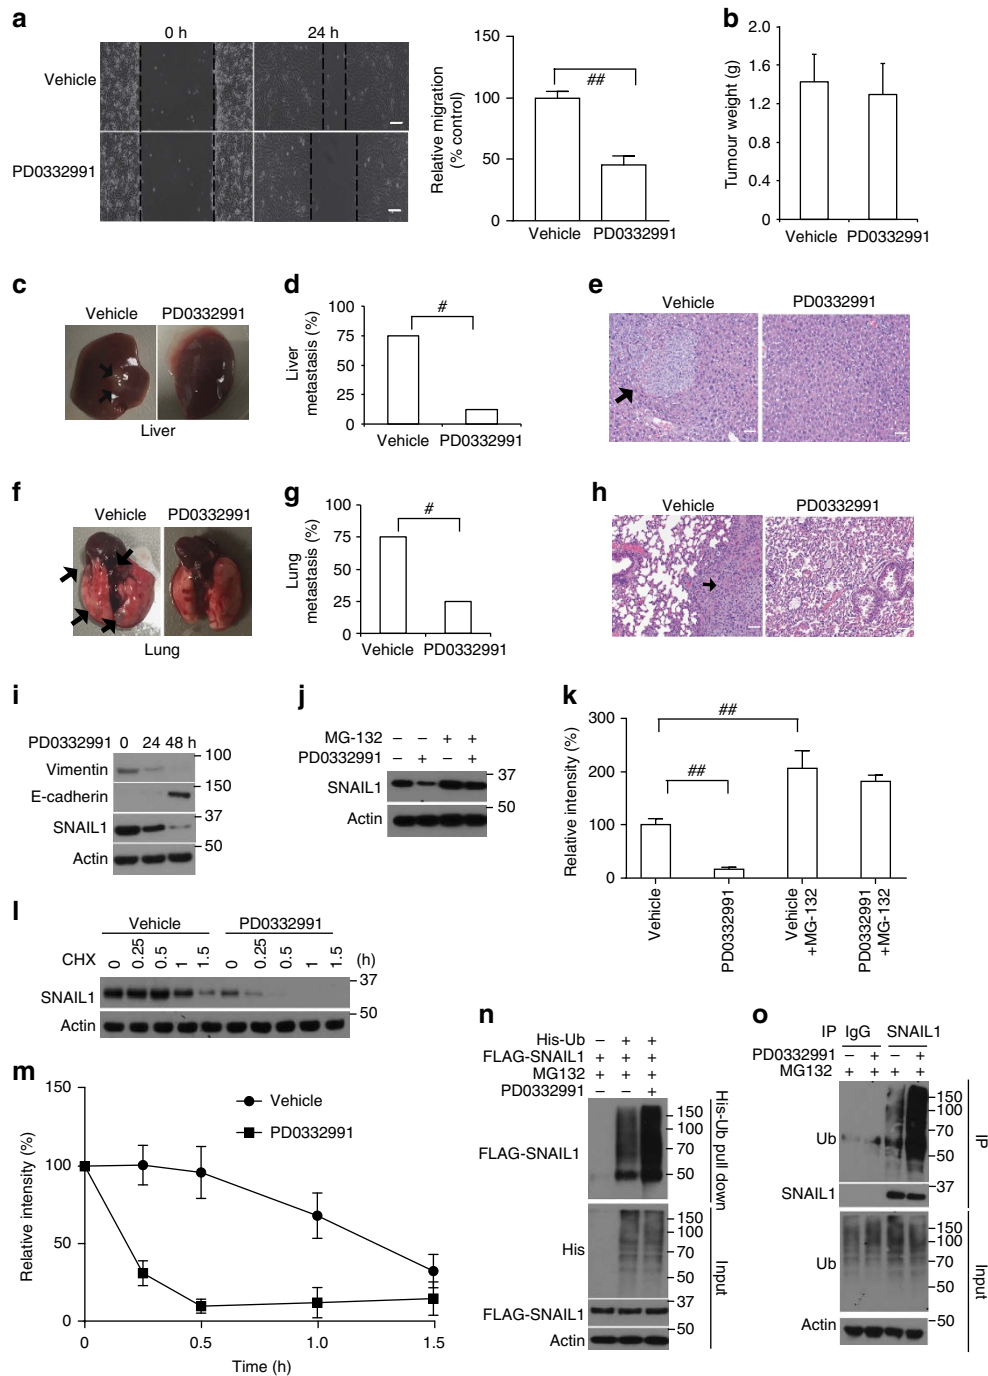 a
0 h 24 h
Vehicle
PD0332991
Relative migration
(% control)
150
100
50
0
##
Vehicle PD0332991
b
Tumour weight (g)
2.0
1.6
1.2
0.8
0.4
0
Vehicle PD0332991
c
Vehicle PD0332991
Liver
d
Liver
metastasis (%)
100
75
50
25
0
#
Vehicle PD0332991
e
Vehicle PD0332991
f
Vehicle PD0332991
Lung
g
Lung
metastasis (%)
100
75
50
25
0
#
Vehicle PD0332991
h
Vehicle PD0332991
i
PD0332991 0 24 48 h
Vimentin
E-cadherin
SNAIL1
Actin
100
150
37
50
j
MG-132 – – + +
PD0332991 – + – +
SNAIL1
Actin
37
50
k
Relative intensity (%)
300
200
100
0
##
##
Vehicle
PD0332991
Vehicle
+MG-132
PD0332991
+MG-132
l
Vehicle PD0332991
CHX 0 0.25 0.5 1 1.5 0 0.25 0.5 1 1.5 (h)
SNAIL1
Actin
37
50
m
Relative intensity (%)
150
100
50
0
Vehicle
PD0332991
0 0.5 1.0 1.5
Time (h)
n
His-Ub – + +
FLAG-SNAIL1 + + +
MG132 + + +
PD0332991 – – +
FLAG-SNAIL1
150
100
70
50
His-Ub pull down
His
150
100
70
50
FLAG-SNAIL1
37
Actin
50
Input
o
IP IgG SNAIL1
PD0332991 – + – +
MG132 + + + +
Ub
150
100
70
50
SNAIL1
37
IP
Ub
150
100
70
50
Actin
50
Input